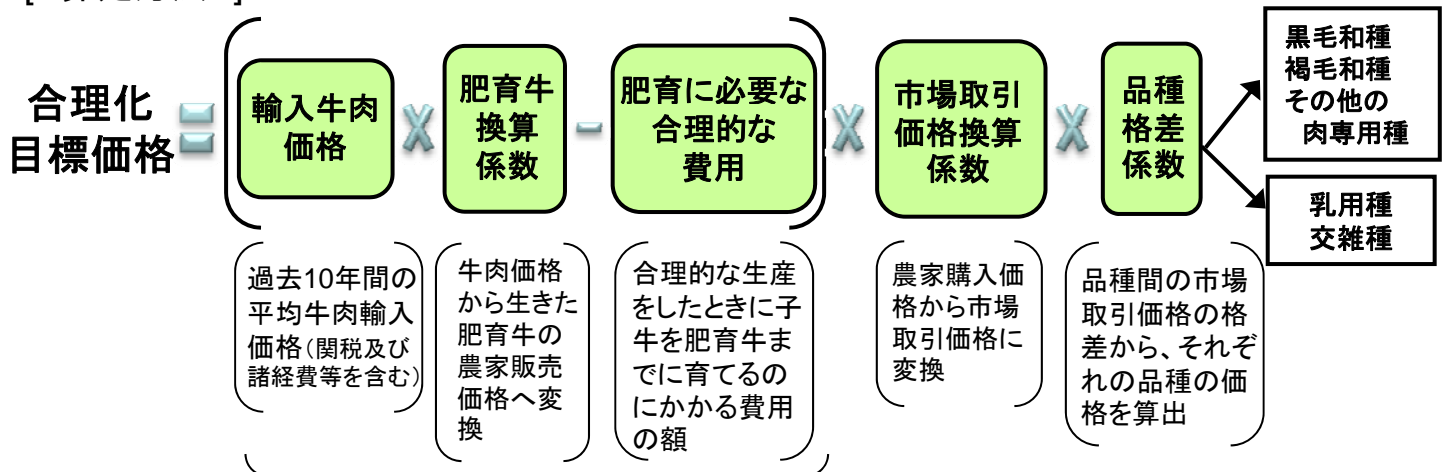 合理化
目標価格
=
(
輸入牛肉
価格
×
肥育牛
換算
係数
-
肥育に必要な
合理的な
費用
)
×
市場取引
価格換算
係数
×
品種
格差
係数
黒毛和種
褐毛和種
その他の
肉専用種
乳用種
交雑種
過去10年間の
平均牛肉輸入
価格(関税及び
諸経費等を含む)
牛肉価格
から生きた
肥育牛の
農家販売
価格へ変
換
合理的な生産
をしたときに子
牛を肥育牛ま
でに育てるの
にかかる費用
の額
農家購入価
格から市場
取引価格に
変換
品種間の市場
取引価格の格
差から、それぞ
れの品種の価
格を算出